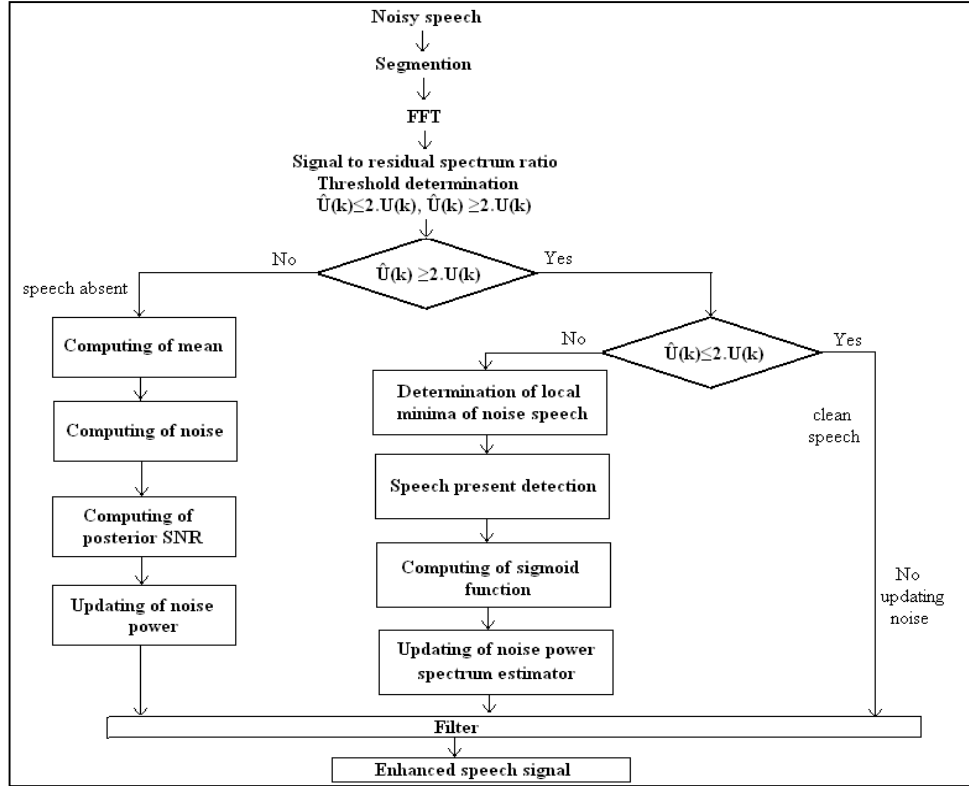 Noisy speech
Segmention
FFT
Signal to residual spectrum ratio
Threshold determination
Û(k)≤2.U(k), Û(k) ≥2.U(k)
No
Û(k) ≥2.U(k)
Yes
speech absent
Computing of mean
Computing of noise
Computing of
posterior SNR
Updating of noise
power
No
Û(k)≤2.U(k)
Yes
Determination of local
minima of noise speech
Speech present detection
Computing of sigmoid
function
Updating of noise power
spectrum estimator
clean
speech
No
updating
noise
Filter
Enhanced speech signal